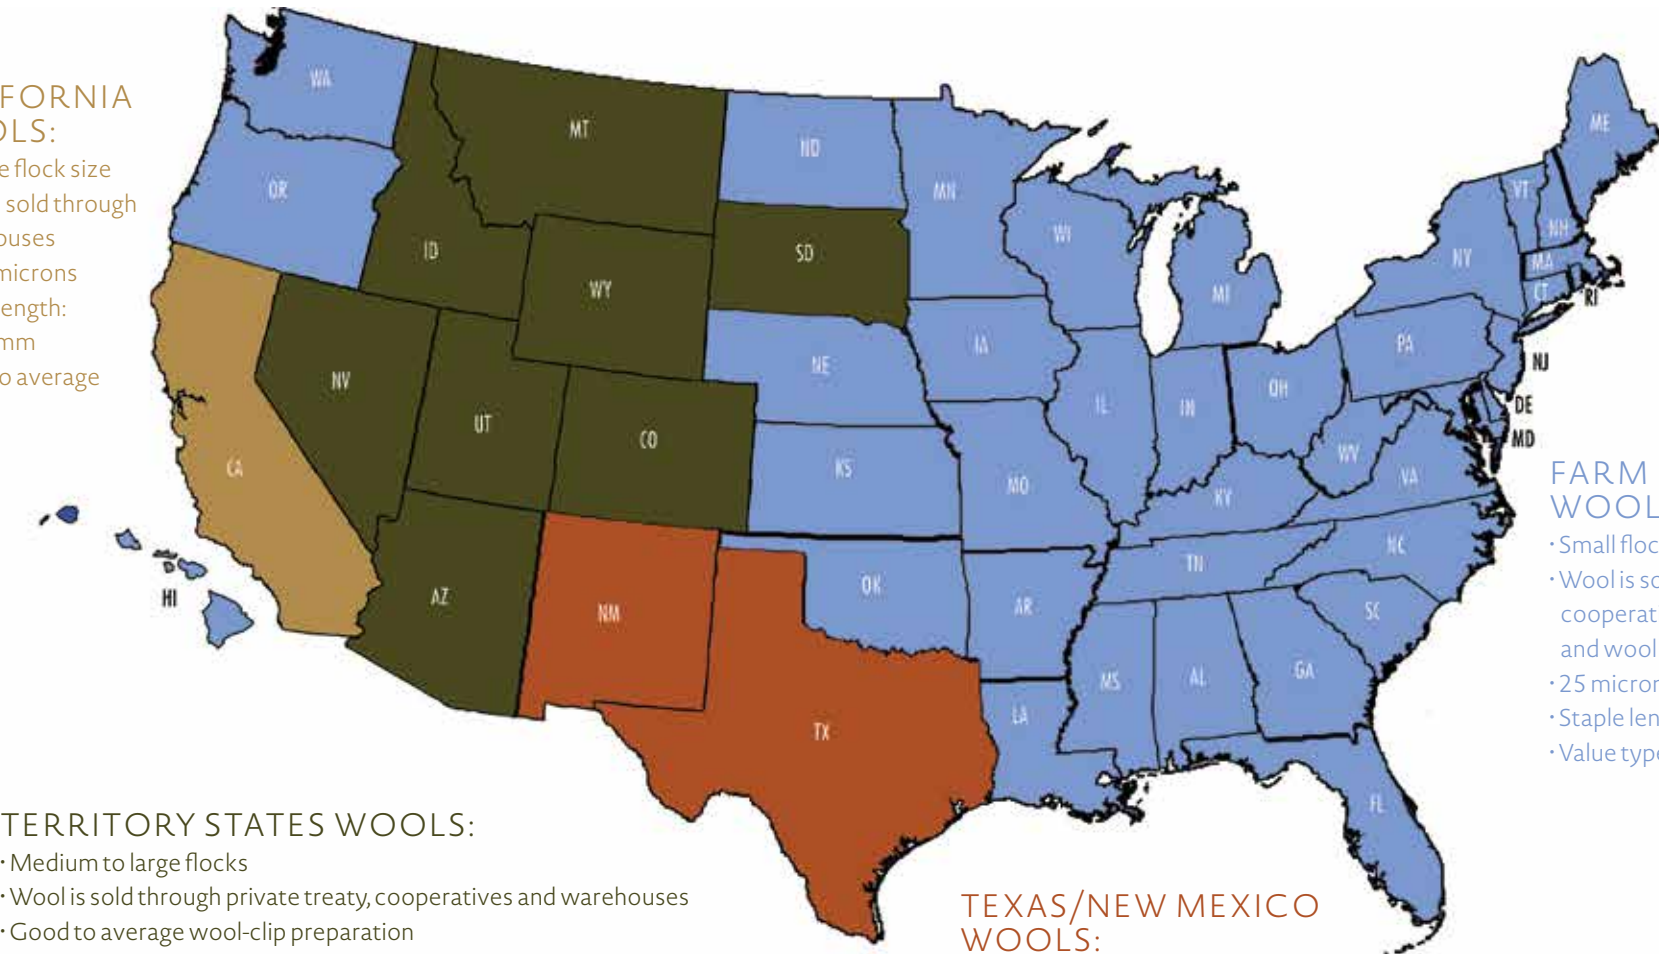 FORNIA
OLS:
e flock size
sold through
ouses
microns
ength:
mm
o average
WA
OR
CA
ID
MT
WY
NV
UT
CO
AZ
NM
TX
ND
SD
NE
KS
OK
MN
IA
MO
AR
LA
WI
IL
MI
IN
OH
KY
TN
MS
AL
GA
FL
SC
NC
VA
WV
PA
NY
VT
NH
ME
MA
CT
RI
NJ
DE
MD
HI
FARM
WOOL
· Small floc
· Wool is so
cooperat
and wool
· 25 micron
· Staple len
· Value type
TERRITORY STATES WOOLS:
· Medium to large flocks
· Wool is sold through private treaty, cooperatives and warehouses
· Good to average wool-clip preparation
TEXAS/NEW MEXICO
WOOLS: